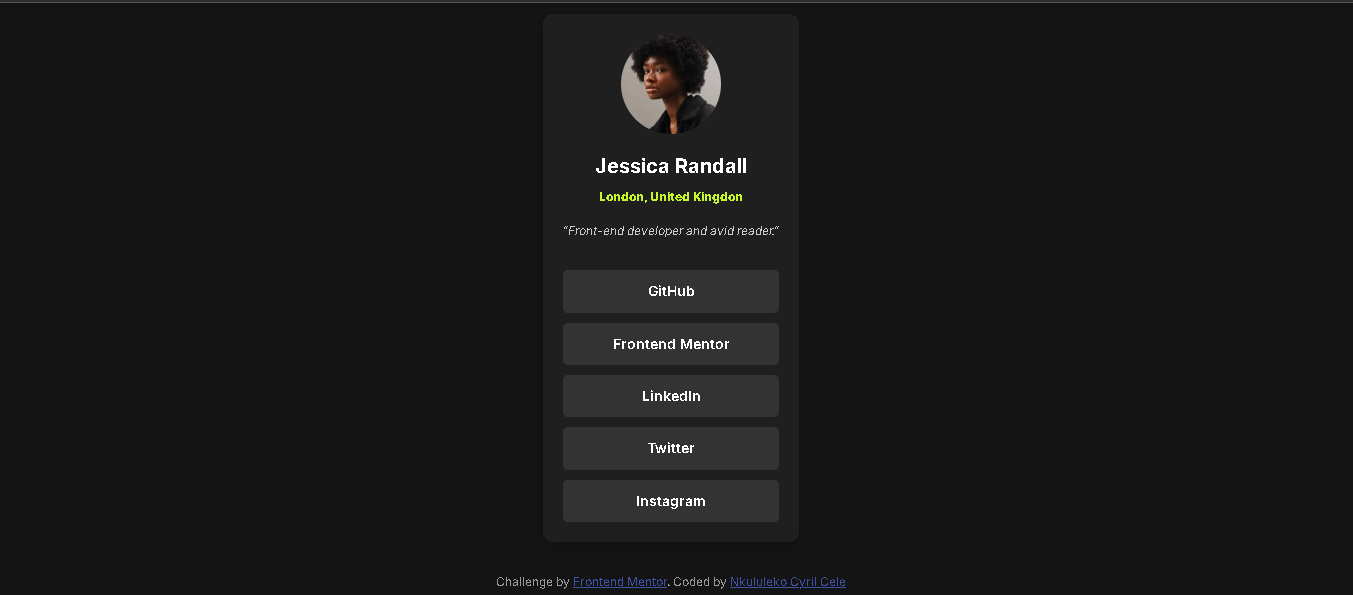 Jessica Randall
London, United Kingdon
“Front-end developer and avid reader.“
GitHub
Frontend Mentor
LinkedIn
Twitter
Instagram
Challenge by Frontend Mentor. Coded by Nkululeko Cyril Cele